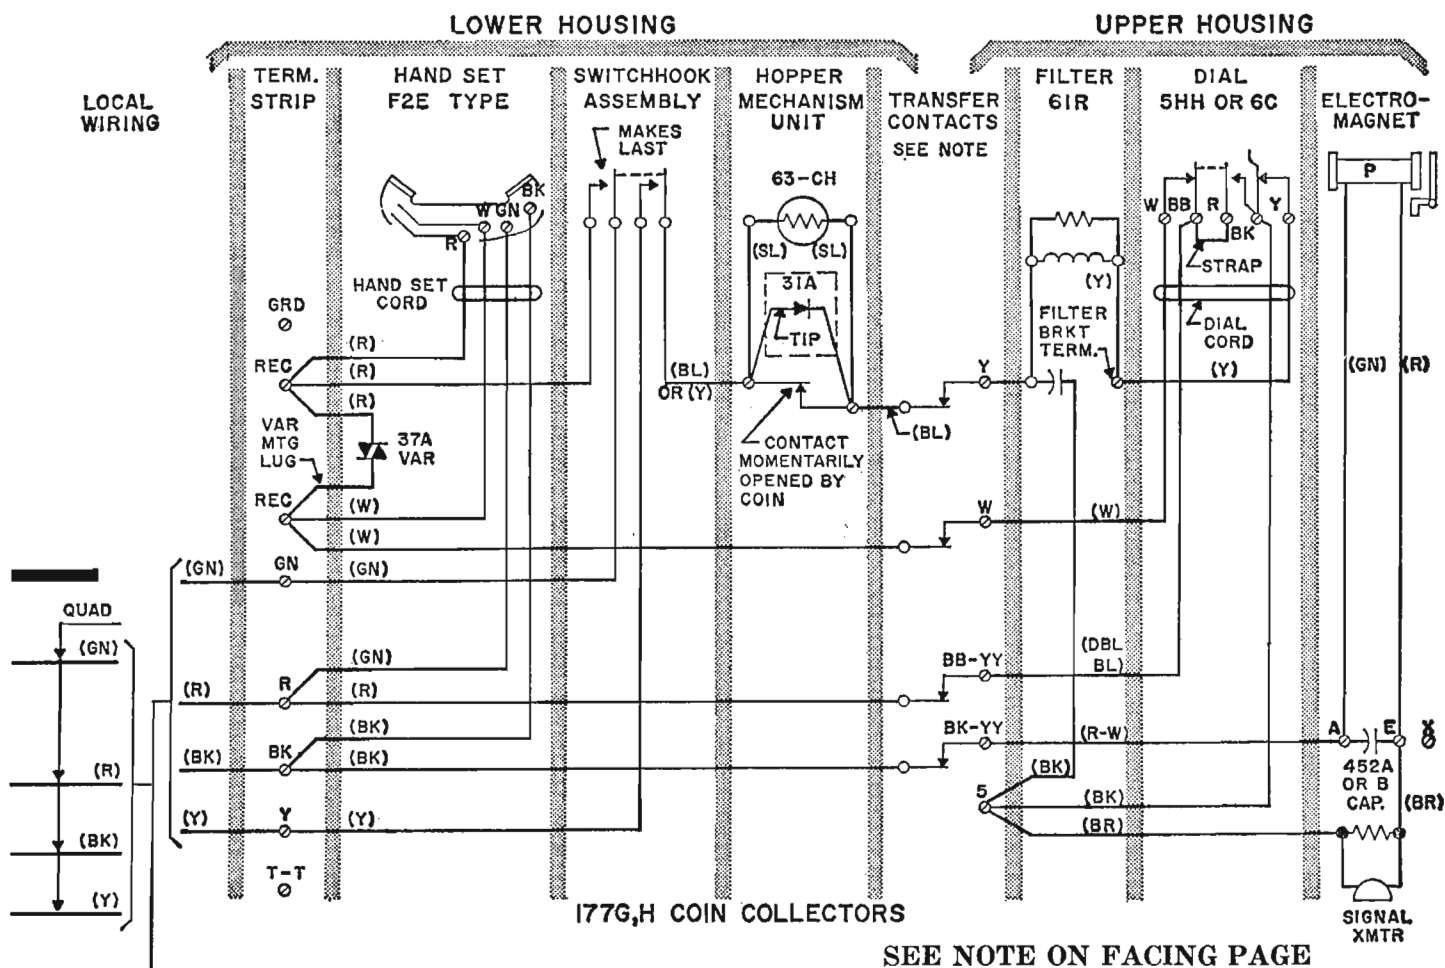 LOWER HOUSING
UPPER HOUSING
LOCAL
WIRING
TERM.
STRIP
HAND SET
F2E TYPE
SWITCHHOOK
ASSEMBLY
HOPPER
MECHANISM
UNIT
TRANSFER
CONTACTS
SEE NOTE
FILTER
61R
DIAL
5HH OR 6C
ELECTRO-
MAGNET
MAKES
LAST
63-CH
P
BK
W GN
R
W BB R Y
BK
(SL) (SL)
STRAP
(Y)
HAND SET
CORD
31A
TIP
GRD
FILTER
BRKT
TERM.
DIAL
CORD
(R)
REC
(R)
(BL)
OR (Y)
Y
(Y)
(GN) (R)
(R)
VAR
MTG
LUG
37A
VAR
CONTACT
MOMENTARILY
OPENED BY
COIN
(BL)
REC
(W)
W
(W)
(W)
(GN)
GN
(GN)
QUAD
(GN)
(GN)
BB-YY
(DBL
BL)
(R)
R
(R)
(BK)
BK-YY
(R-W)
A E X
(BK)
BK
(BK)
(R)
(BK)
452A
OR B
CAP.
5
(BK)
(BR)
(Y)
Y
(Y)
(BR)
(BK)
T-T
(Y)
SIGNAL
XMTR
177G,H COIN COLLECTORS
SEE NOTE ON FACING PAGE